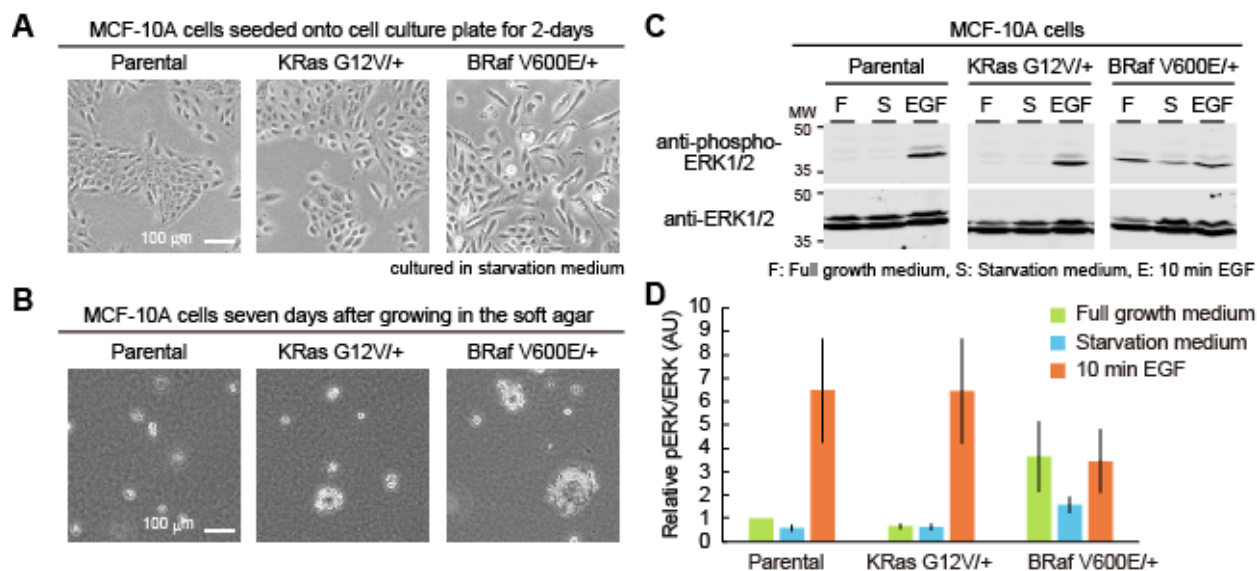 A
MCF-10A cells seeded onto cell culture plate for 2-days
Parental KRas G12V/+ BRaf V600E/+
100 μm
cultured in starvation medium
B
MCF-10A cells seven days after growing in the soft agar
Parental KRas G12V/+ BRaf V600E/+
100 μm
C
MCF-10A cells
Parental KRas G12V/+ BRaf V600E/+
MW F S EGF F S EGF F S EGF
50
anti-phospho-
ERK1/2
35
50
anti-ERK1/2
35
F: Full growth medium, S: Starvation medium, E: 10 min EGF
D
Relative pERK/ERK (AU)
10
9
8
7
6
5
4
3
2
1
0
Full growth medium
Starvation medium
10 min EGF
Parental KRas G12V/+ BRaf V600E/+